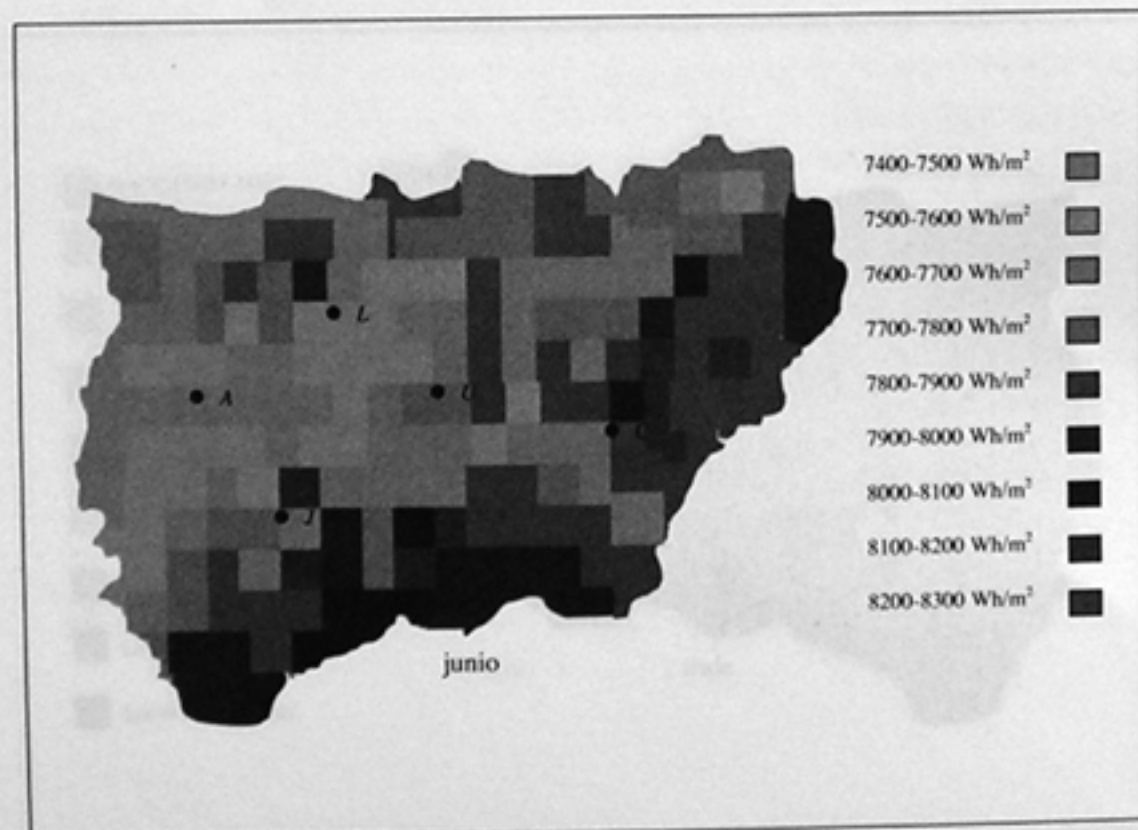 7400-7500 Wh/m²
7500-7600 Wh/m²
7600-7700 Wh/m²
L
7700-7800 Wh/m²
7800-7900 Wh/m²
A
U
7900-8000 Wh/m²
8000-8100 Wh/m²
J
8100-8200 Wh/m²
8200-8300 Wh/m²
junio